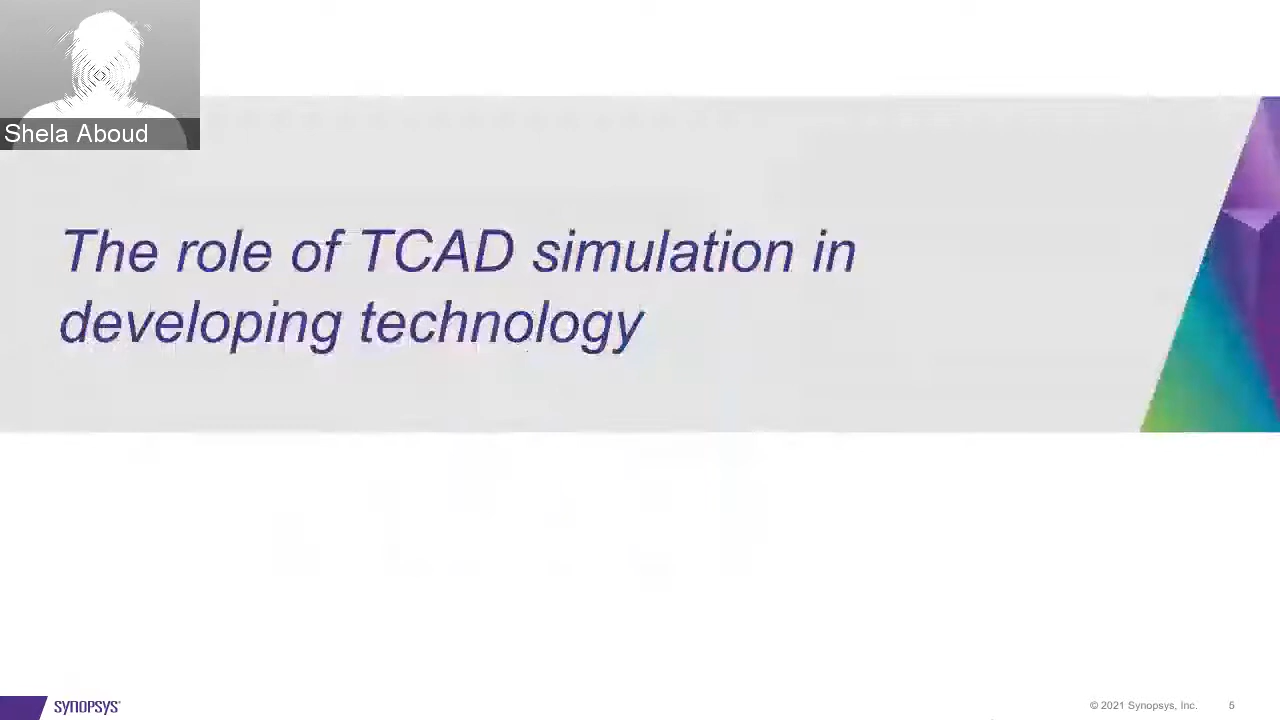 Shela Aboud
The role of TCAD simulation in
developing technology
SYNOPSYS®
© 2021 Synopsys, Inc. 5